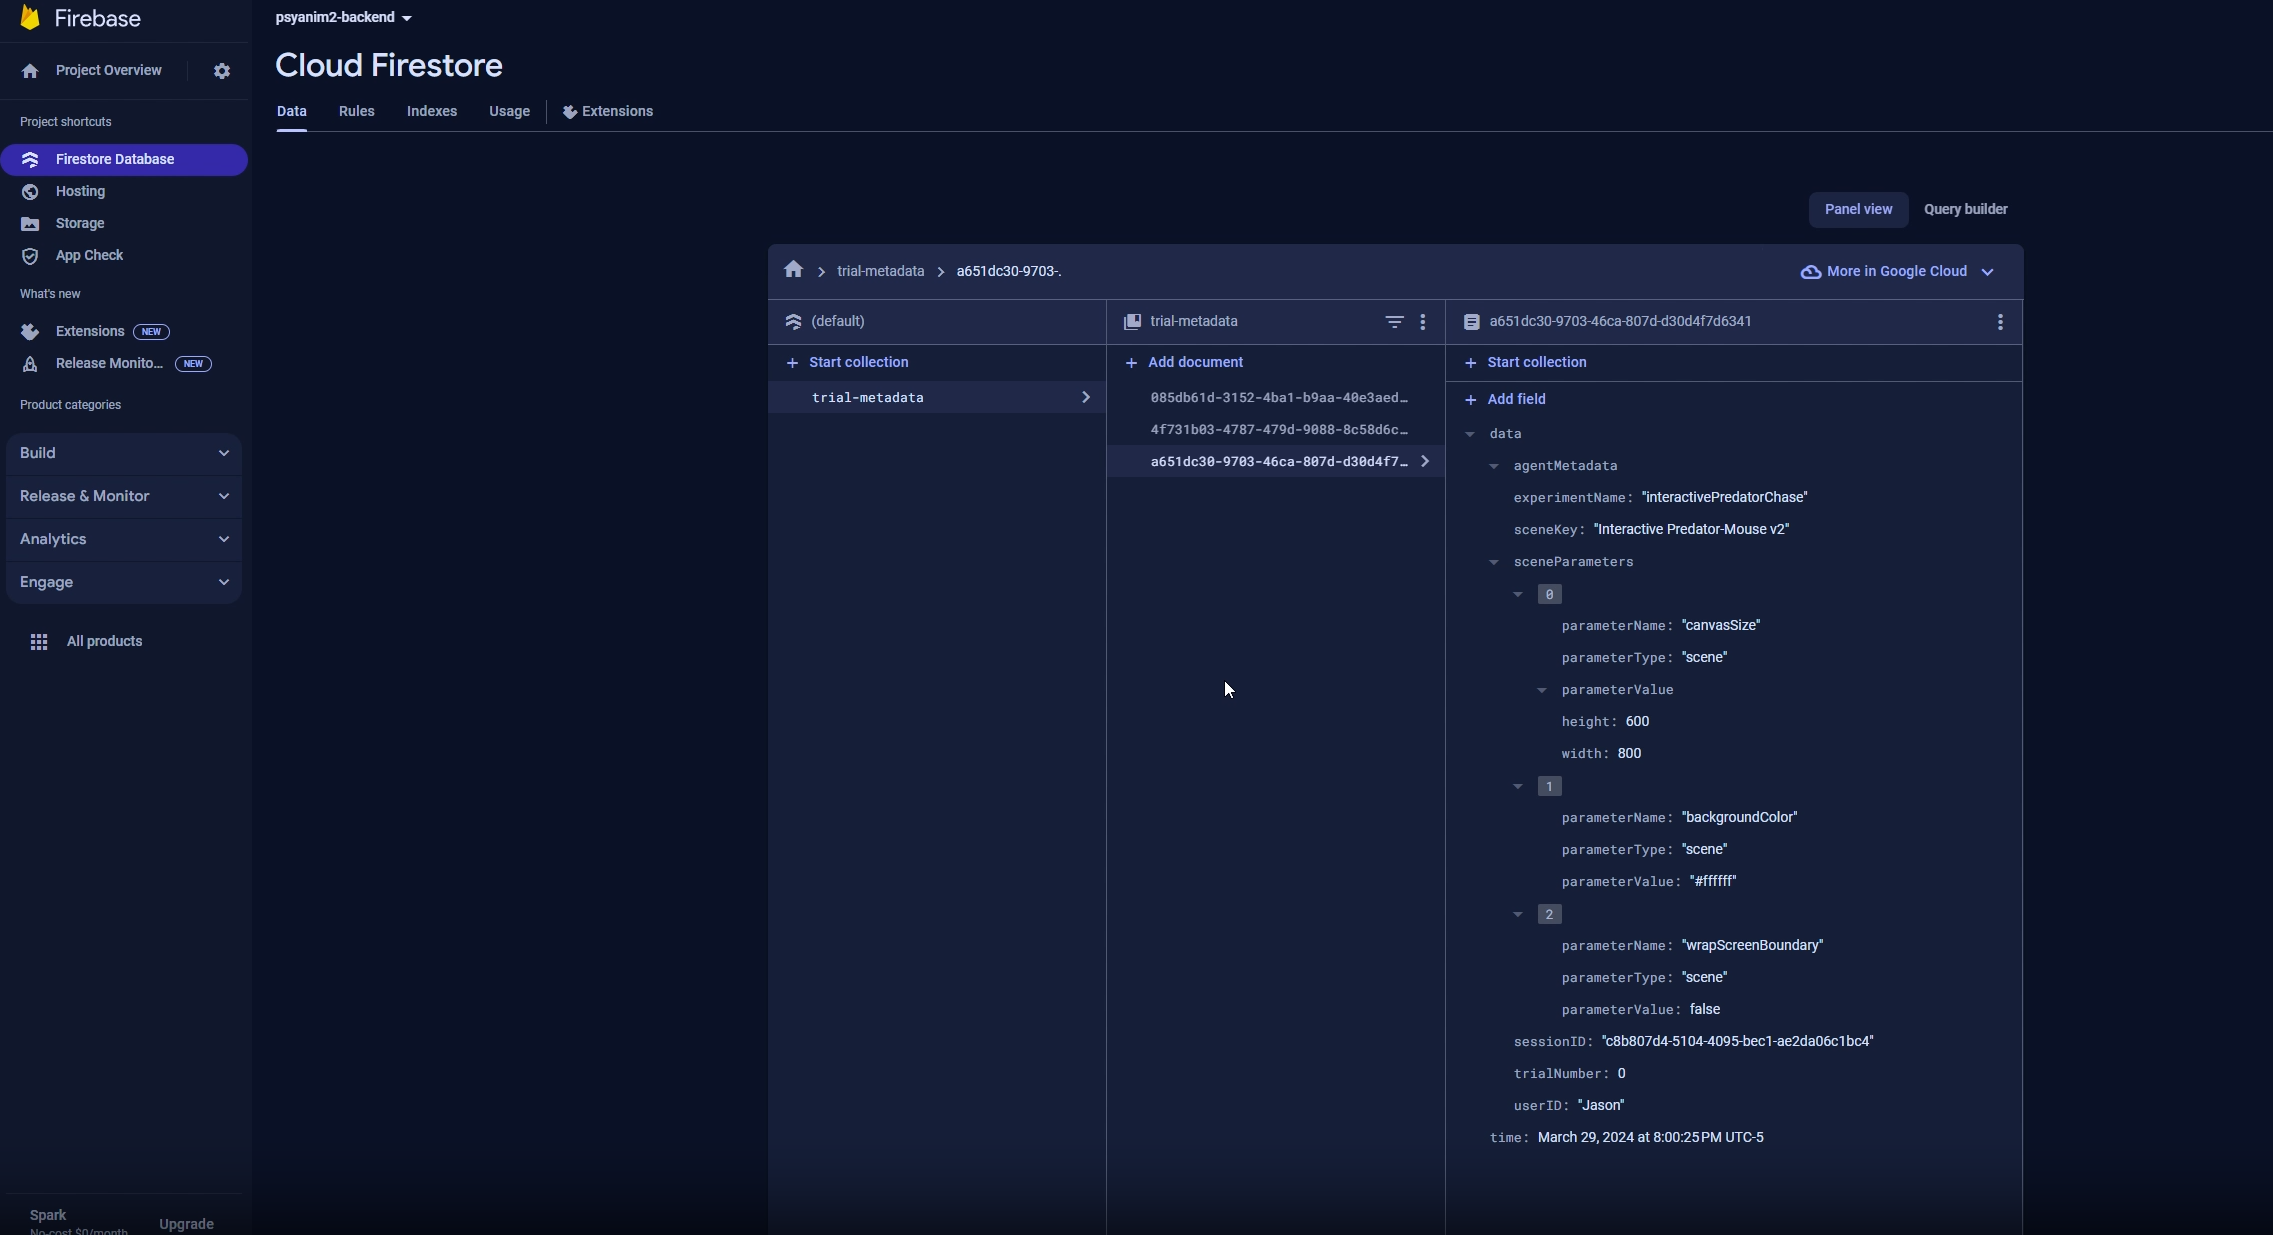 Firebase
psyanim2-backend
Project Overview
Cloud Firestore
Data
Rules
Indexes
Usage
Extensions
Project shortcuts
Firestore Database
Hosting
Storage
App Check
What's new
Extensions NEW
Release Monito... NEW
Product categories
Build
Release & Monitor
Analytics
Engage
All products
Spark
No-cost $0/month
Upgrade
Panel view
Query builder
trial-metadata
a651dc30-9703-.
More in Google Cloud
(default)
+ Start collection
trial-metadata
trial-metadata
+ Add document
085db61d-3152-4ba1-b9aa-40e3aed…
4f731b03-4787-479d-9088-8c58d6c…
a651dc30-9703-46ca-807d-d30d4f7…
a651dc30-9703-46ca-807d-d30d4f7d6341
+ Start collection
+ Add field
data
agentMetadata
experimentName: "interactivePredatorChase"
sceneKey: "Interactive Predator-Mouse v2"
sceneParameters
0
parameterName: "canvasSize"
parameterType: "scene"
parameterValue
height: 600
width: 800
1
parameterName: "backgroundColor"
parameterType: "scene"
parameterValue: "#ffffff"
2
parameterName: "wrapScreenBoundary"
parameterType: "scene"
parameterValue: false
sessionID: "c8b807d4-5104-4095-bec1-ae2da06c1bc4"
trialNumber: 0
userID: "Jason"
time: March 29, 2024 at 8:00:25 PM UTC-5